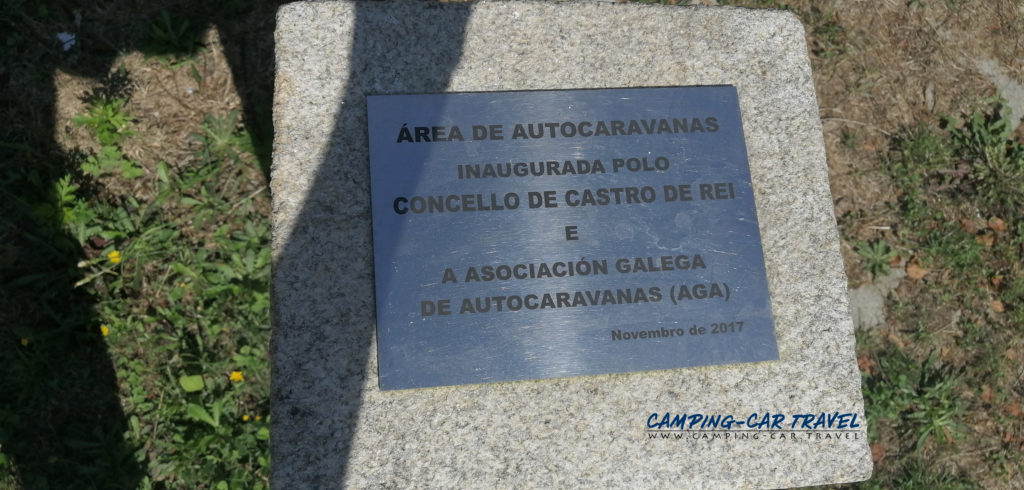 ÁREA DE AUTOCARAVANAS
INAUGURADA POLO
CONCELLO DE CASTRO DE REI
E
A ASOCIACIÓN GALEGA
DE AUTOCARAVANAS (AGA)
Novembro de 2017
CAMPING-CAR TRAVEL
WWW.CAMPING-CAR.TRAVEL